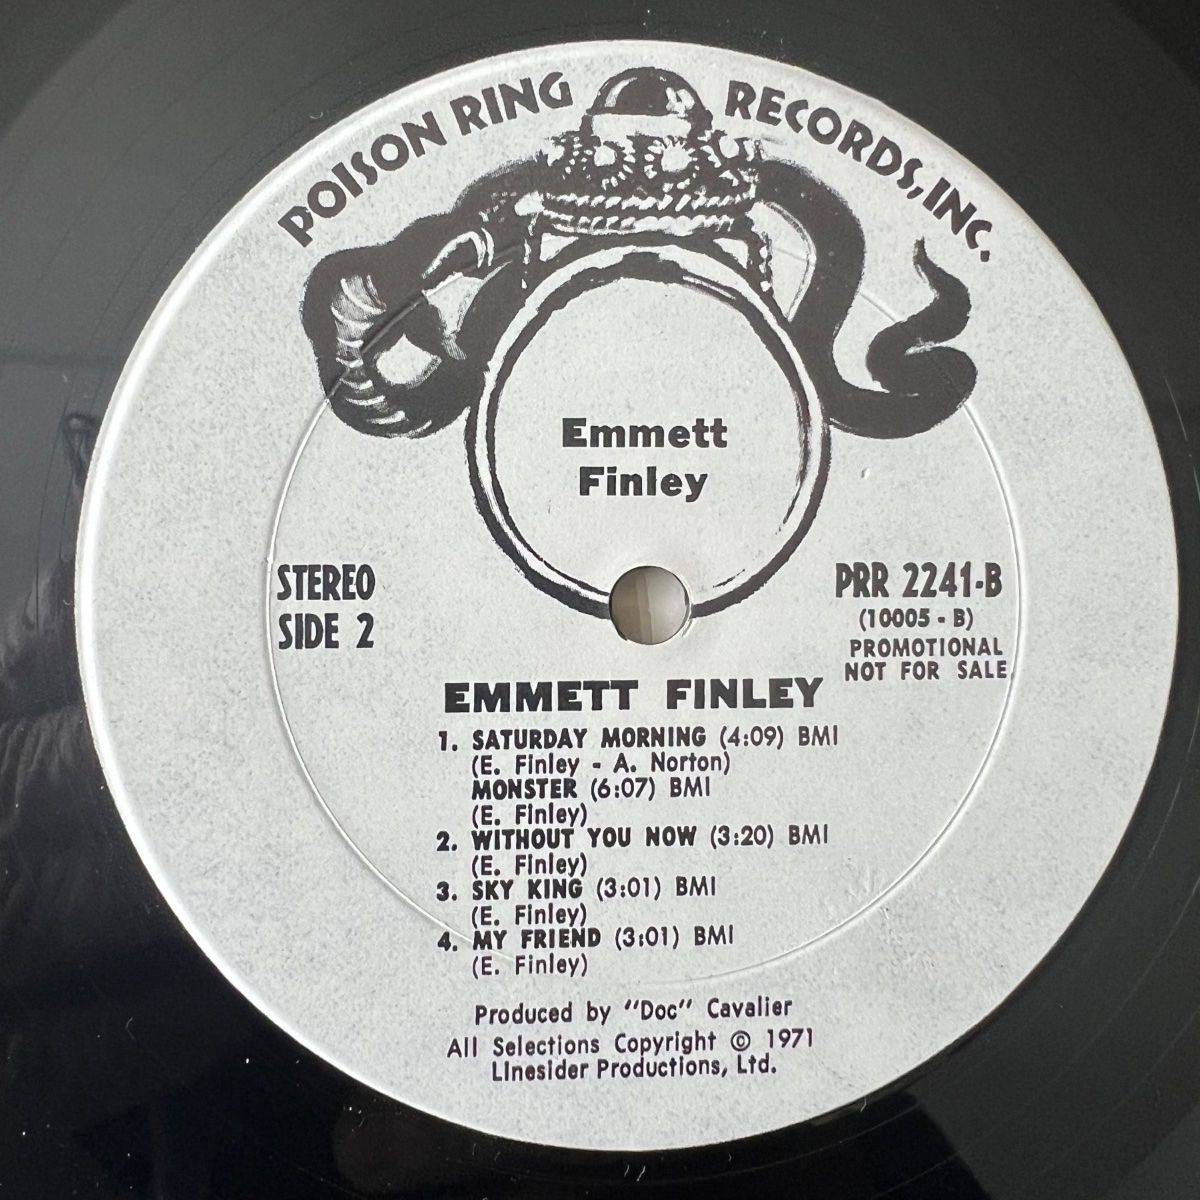 POISON RING RECORDS, INC.
Emmett
Finley
STEREO
SIDE 2
PRR 2241-B
(10005 - B)
PROMOTIONAL
NOT FOR SALE
EMMETT FINLEY
1. SATURDAY MORNING (4:09) BMI
(E. Finley - A. Norton)
MONSTER (6:07) BMI
(E. Finley)
2. WITHOUT YOU NOW (3:20) BMI
(E. Finley)
3. SKY KING (3:01) BMI
(E. Finley)
4. MY FRIEND (3:01) BMI
(E. Finley)
Produced by "Doc" Cavalier
All Selections Copyright © 1971
LInesider Productions, Ltd.